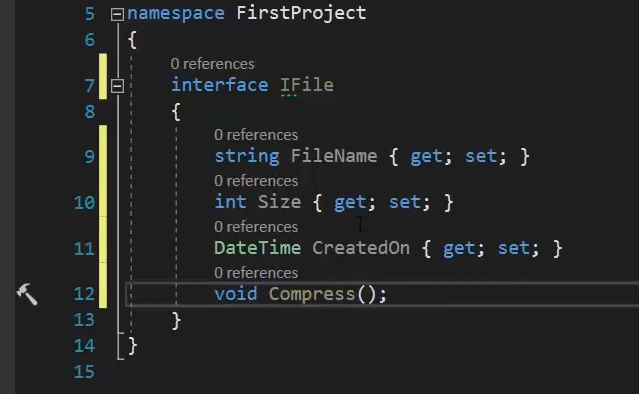 5 namespace FirstProject
6 {
0 references
7 interface IFile
8 {
0 references
9 string FileName { get; set; }
0 references
10 int Size { get; set; }
0 references
11 DateTime CreatedOn { get; set; }
0 references
12 void Compress();
13 }
14 }
15